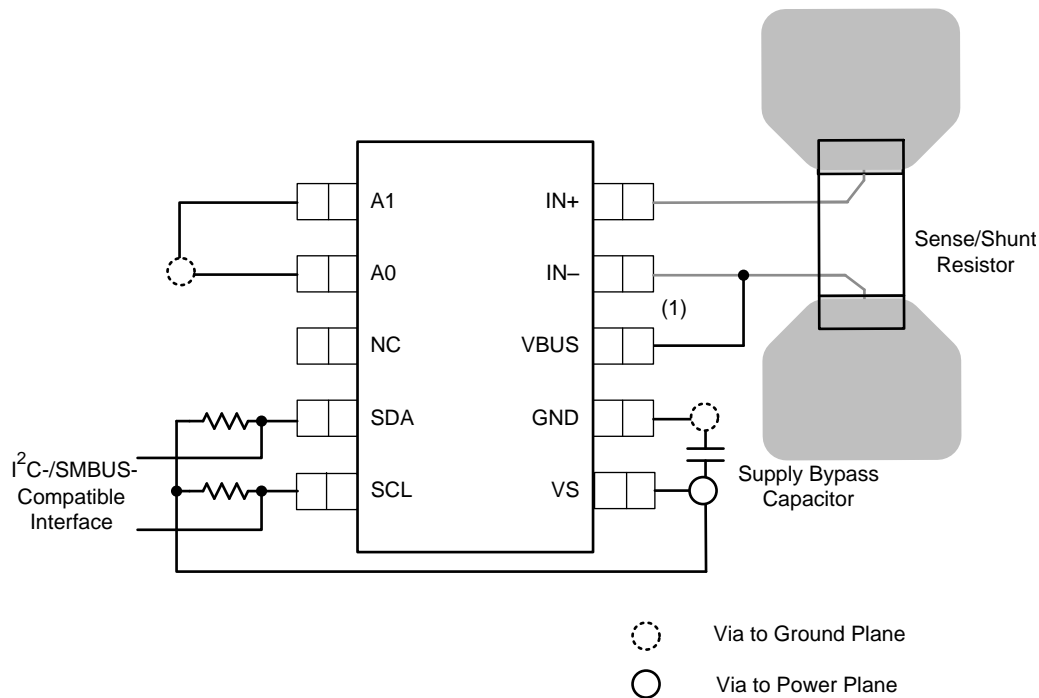 A1
A0
NC
SDA
SCL
IN+
IN–
(1)
VBUS
GND
VS
Sense/Shunt
Resistor
Supply Bypass
Capacitor
I²C-/SMBUS-
Compatible
Interface
Via to Ground Plane
Via to Power Plane